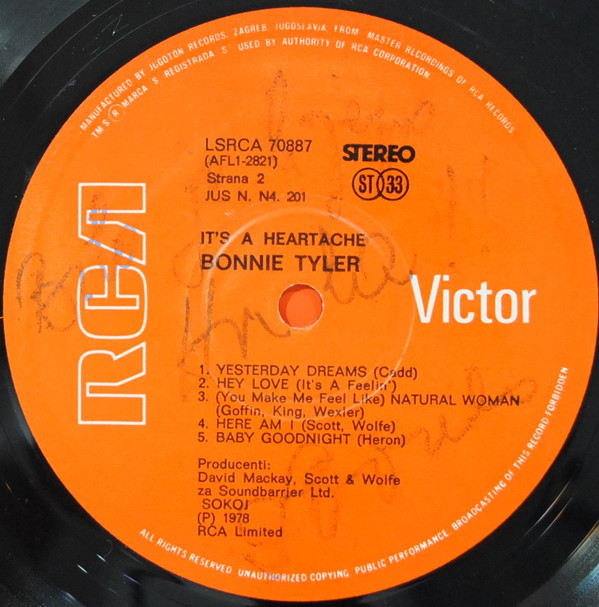 MANUFACTURED BY JUGOTON RECORDS, ZAGREB, JUGOSLAVIA, FROM MASTER RECORDINGS OF RCA RECORDS
TM S ® MARCA S REGISTRADA S USED BY AUTHORITY OF RCA CORPORATION
LSRCA 70887
(AFL1-2821)
Strana 2
JUS N. N4. 201
STEREO
ST 33
IT'S A HEARTACHE
BONNIE TYLER
RCA
Victor
1. YESTERDAY DREAMS (Cadd)
2. HEY LOVE (It's A Feelin')
3. (You Make Me Feel Like) NATURAL WOMAN
(Goffin, King, Wexler)
4. HERE AM I (Scott, Wolfe)
5. BABY GOODNIGHT (Heron)
Producenti:
David Mackay, Scott & Wolfe
za Soundbarrier Ltd.
SOKOJ
(P) 1978
RCA Limited
ALL RIGHTS RESERVED. UNAUTHORIZED COPYING, PUBLIC PERFORMANCE, BROADCASTING OF THIS RECORD FORBIDDEN